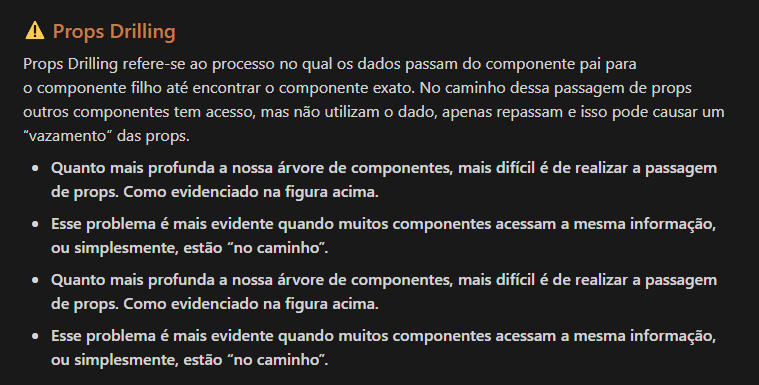 ⚠️ Props Drilling
Props Drilling refere-se ao processo no qual os dados passam do componente pai para
o componente filho até encontrar o componente exato. No caminho dessa passagem de props
outros componentes tem acesso, mas não utilizam o dado, apenas repassam e isso pode causar um
“vazamento” das props.
• Quanto mais profunda a nossa árvore de componentes, mais difícil é de realizar a passagem
de props. Como evidenciado na figura acima.
• Esse problema é mais evidente quando muitos componentes acessam a mesma informação,
ou simplesmente, estão “no caminho”.
• Quanto mais profunda a nossa árvore de componentes, mais difícil é de realizar a passagem
de props. Como evidenciado na figura acima.
• Esse problema é mais evidente quando muitos componentes acessam a mesma informação,
ou simplesmente, estão “no caminho”.